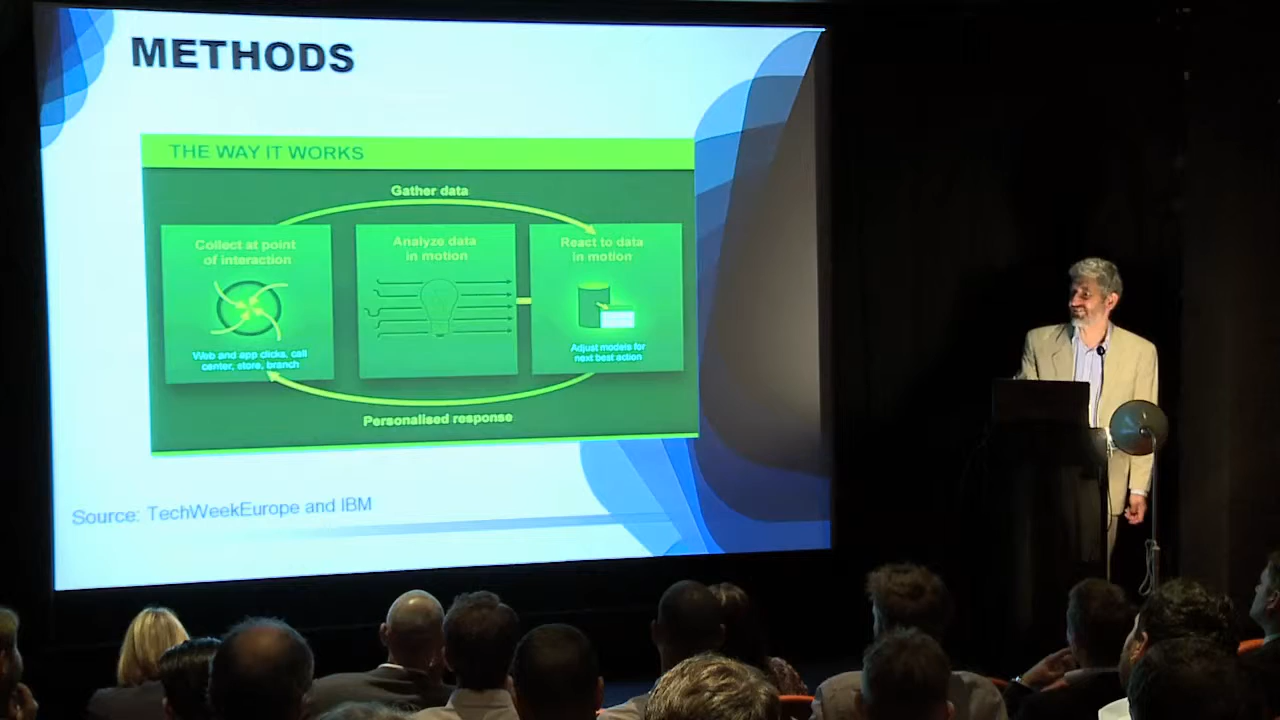 METHODS
THE WAY IT WORKS
Gather data
Collect at point
of interaction
Web and app clicks, call
center, store, branch
Analyze data
in motion
React to data
in motion
Adjust models for
next best action
Personalised response
Source: TechWeekEurope and IBM